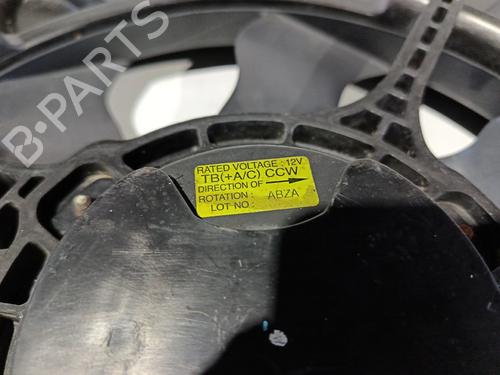 B-PARTS
RATED VOLTAGE : 12V
TB(+A/C) CCW
DIRECTION OF
ROTATION : ABZA
LOT NO :